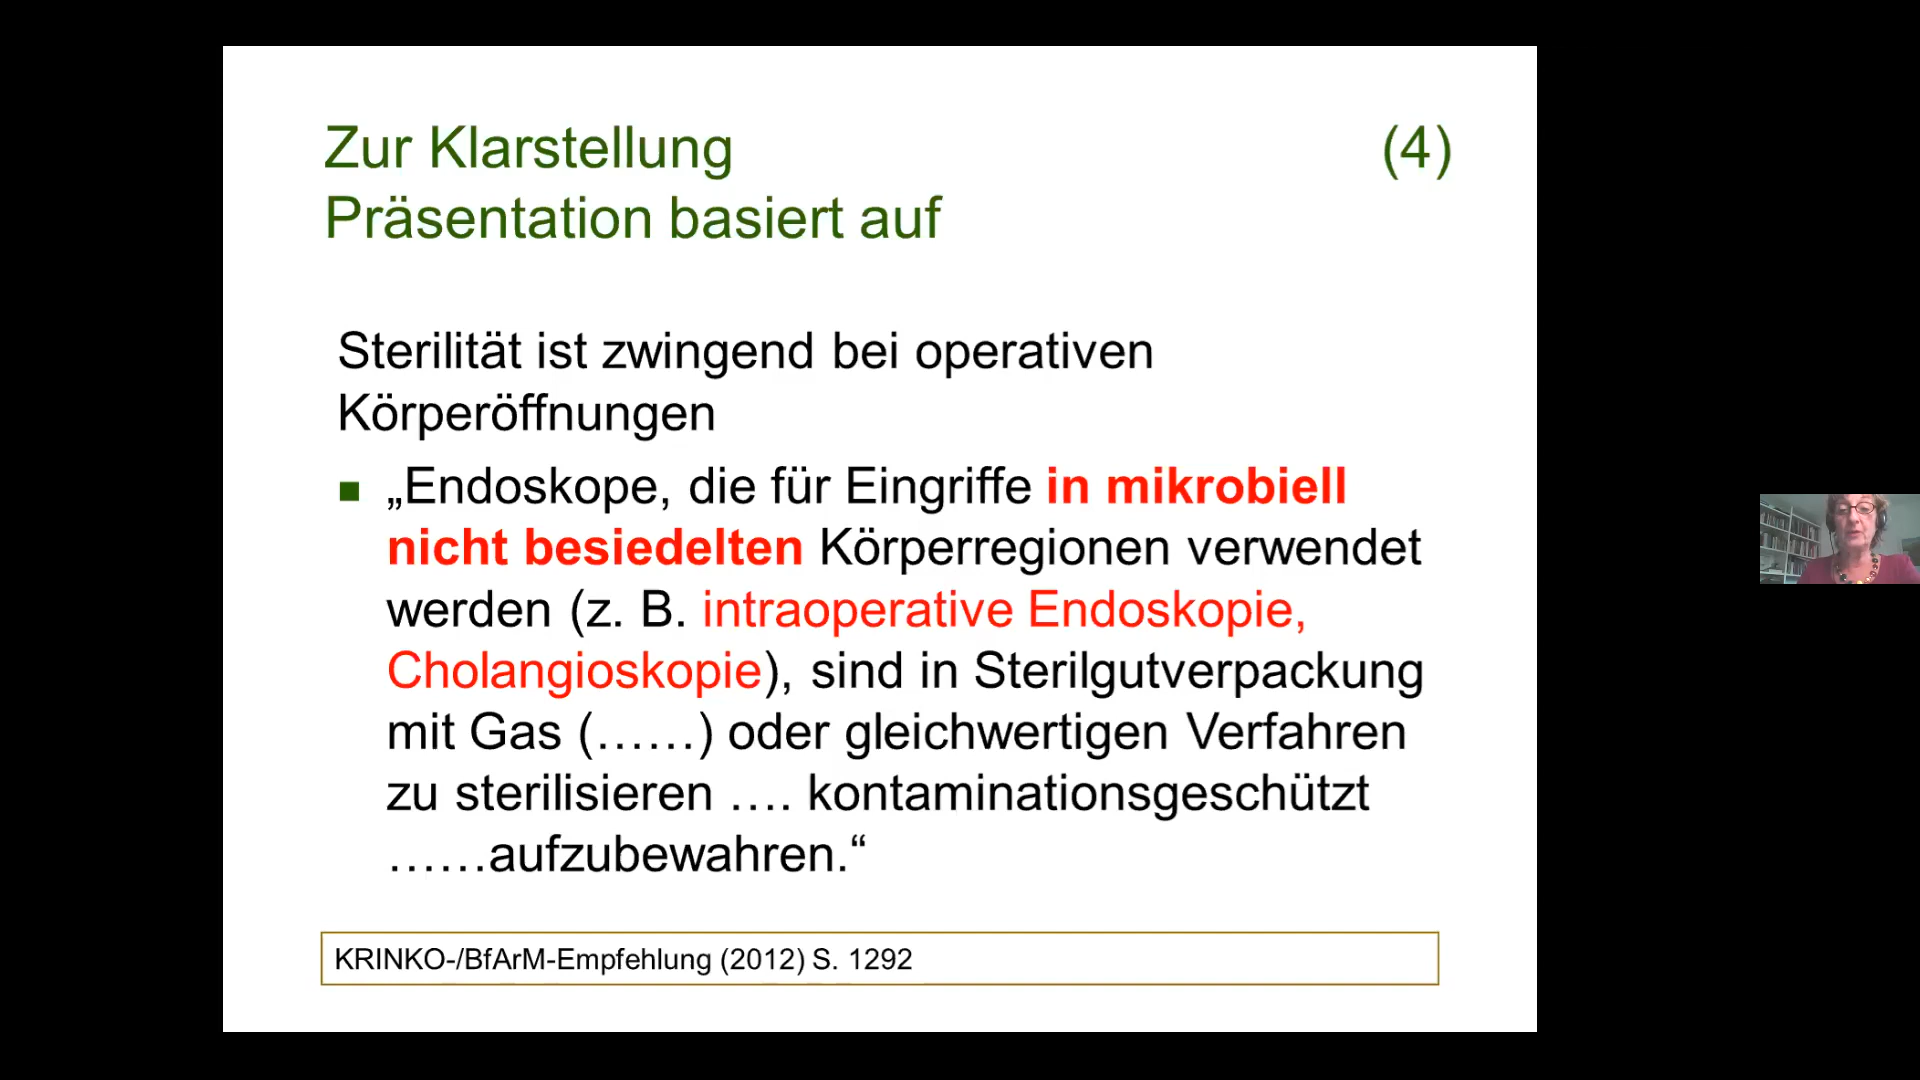 Zur Klarstellung (4)
Präsentation basiert auf
Sterilität ist zwingend bei operativen
Körperöffnungen
„Endoskope, die für Eingriffe in mikrobiell
nicht besiedelten Körperregionen verwendet
werden (z. B. intraoperative Endoskopie,
Cholangioskopie), sind in Sterilgutverpackung
mit Gas (……) oder gleichwertigen Verfahren
zu sterilisieren …. kontaminationsgeschützt
……aufzubewahren.“
KRINKO-/BfArM-Empfehlung (2012) S. 1292